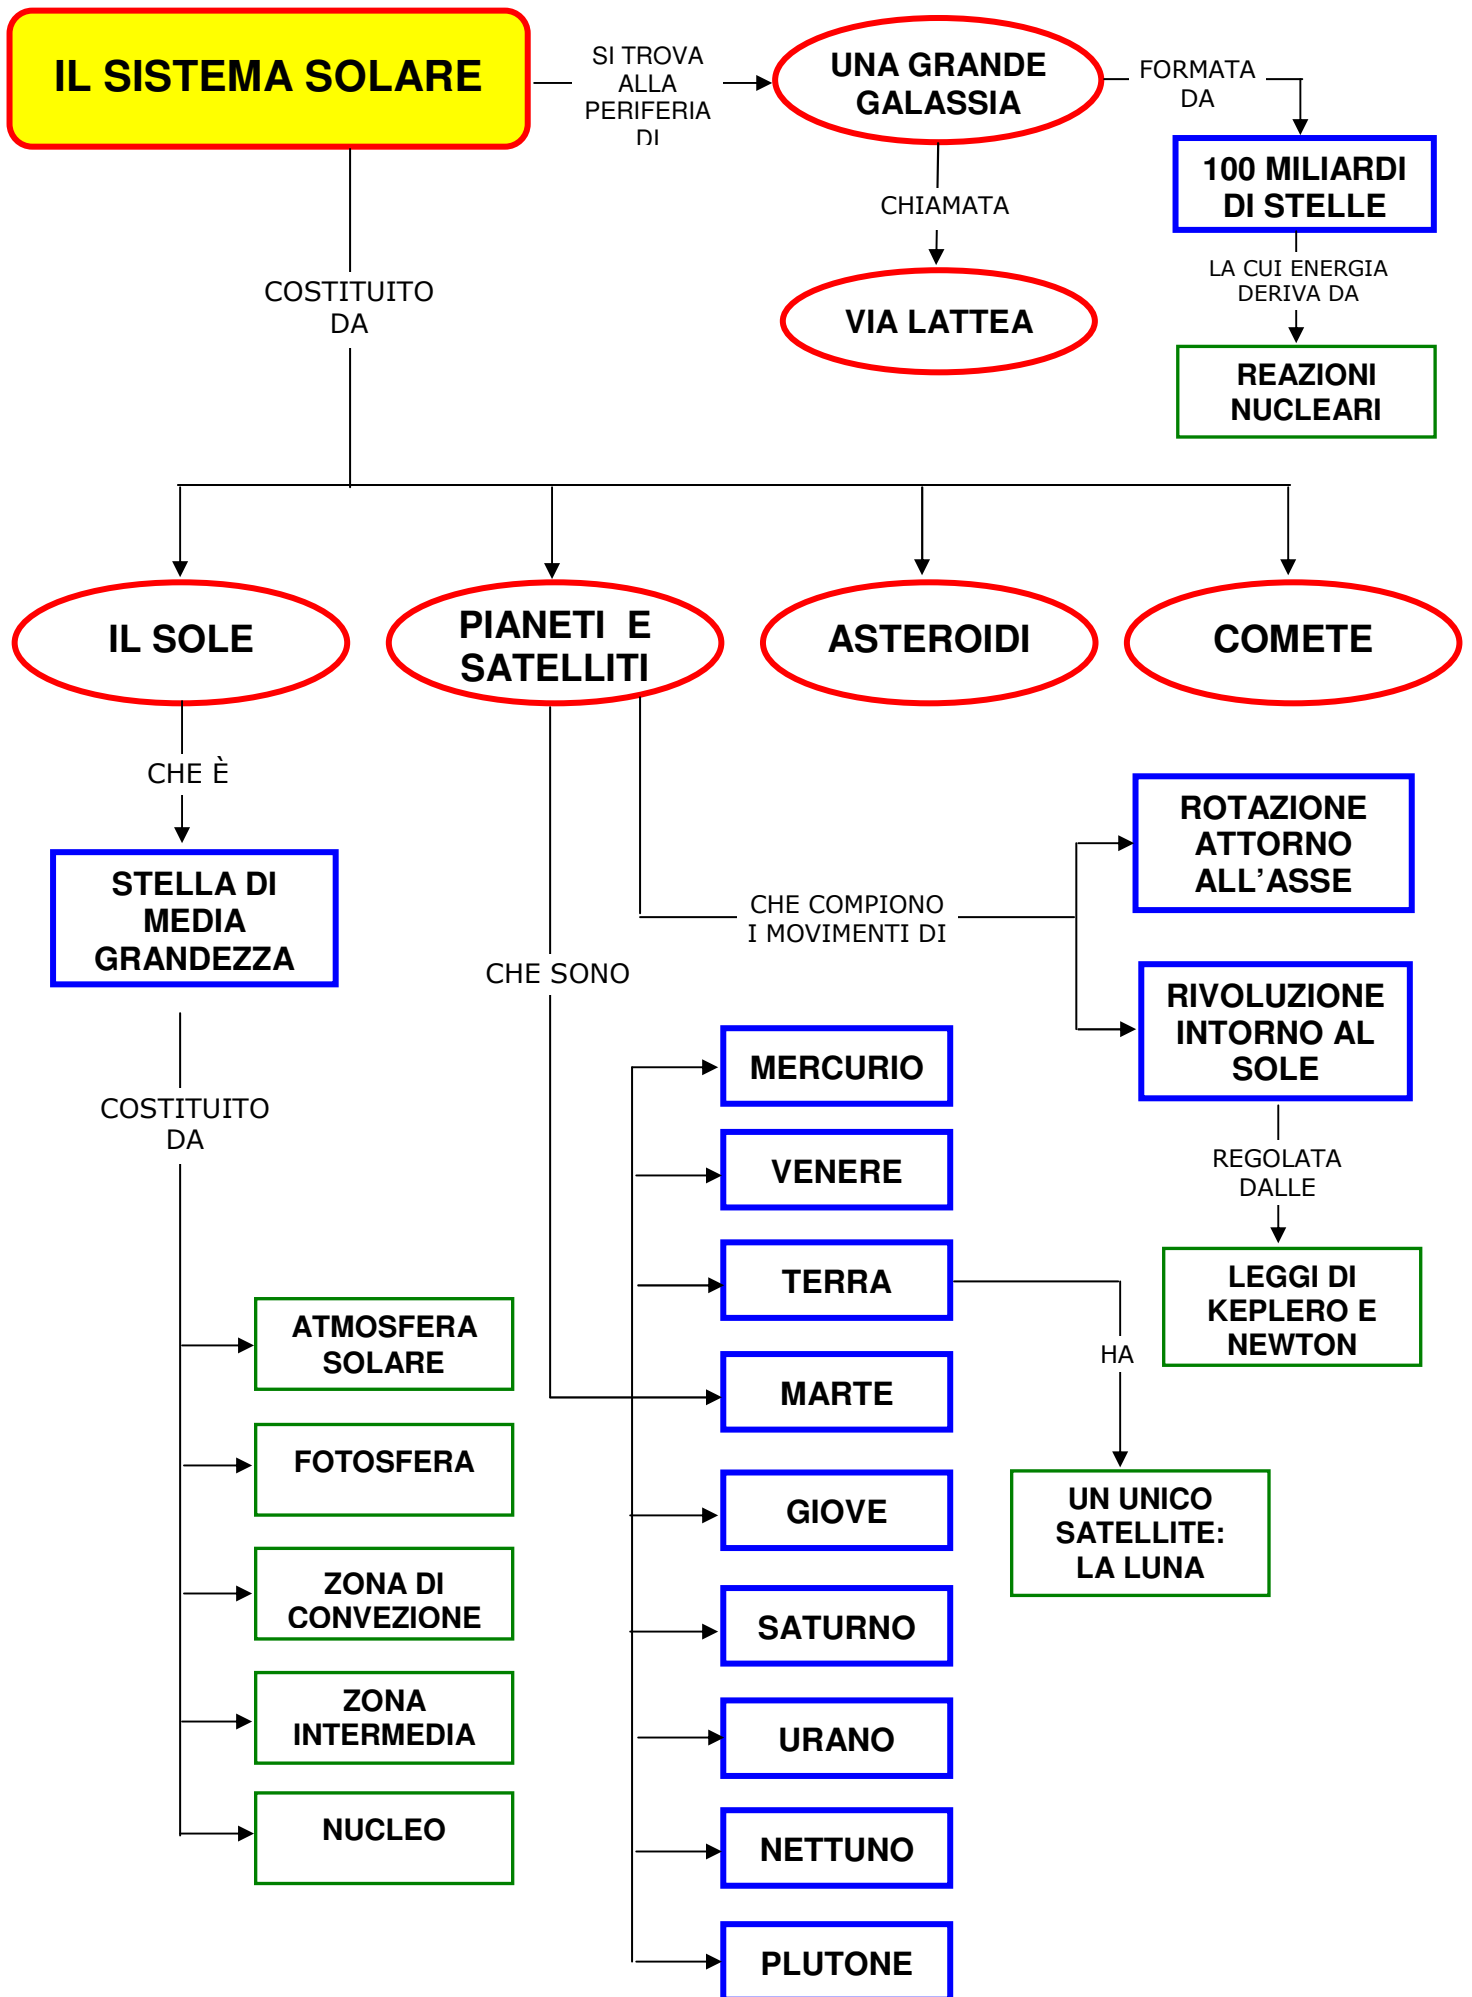 IL SISTEMA SOLARE
SI TROVA
ALLA
PERIFERIA
DI
UNA GRANDE
GALASSIA
FORMATA
DA
100 MILIARDI
DI STELLE
CHIAMATA
LA CUI ENERGIA
DERIVA DA
VIA LATTEA
REAZIONI
NUCLEARI
COSTITUITO
DA
IL SOLE
PIANETI E
SATELLITI
ASTEROIDI
COMETE
CHE È
STELLA DI
MEDIA
GRANDEZZA
CHE COMPIONO
I MOVIMENTI DI
ROTAZIONE
ATTORNO
ALL'ASSE
RIVOLUZIONE
INTORNO AL
SOLE
REGOLATA
DALLE
LEGGI DI
KEPLERO E
NEWTON
CHE SONO
MERCURIO
VENERE
TERRA
MARTE
GIOVE
SATURNO
URANO
NETTUNO
PLUTONE
HA
UN UNICO
SATELLITE:
LA LUNA
COSTITUITO
DA
ATMOSFERA
SOLARE
FOTOSFERA
ZONA DI
CONVEZIONE
ZONA
INTERMEDIA
NUCLEO